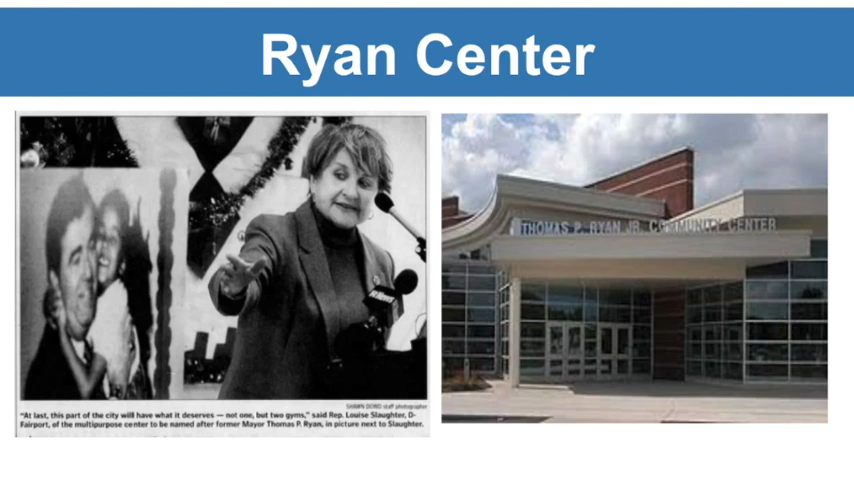 Ryan Center
THOMAS P. RYAN JR. COMMUNITY CENTER
R News
SHAWN DOWD staff photographer
"At last, this part of the city will have what it deserves — not one, but two gyms," said Rep. Louise Slaughter, D-
Fairport, of the multipurpose center to be named after former Mayor Thomas P. Ryan, in picture next to Slaughter.